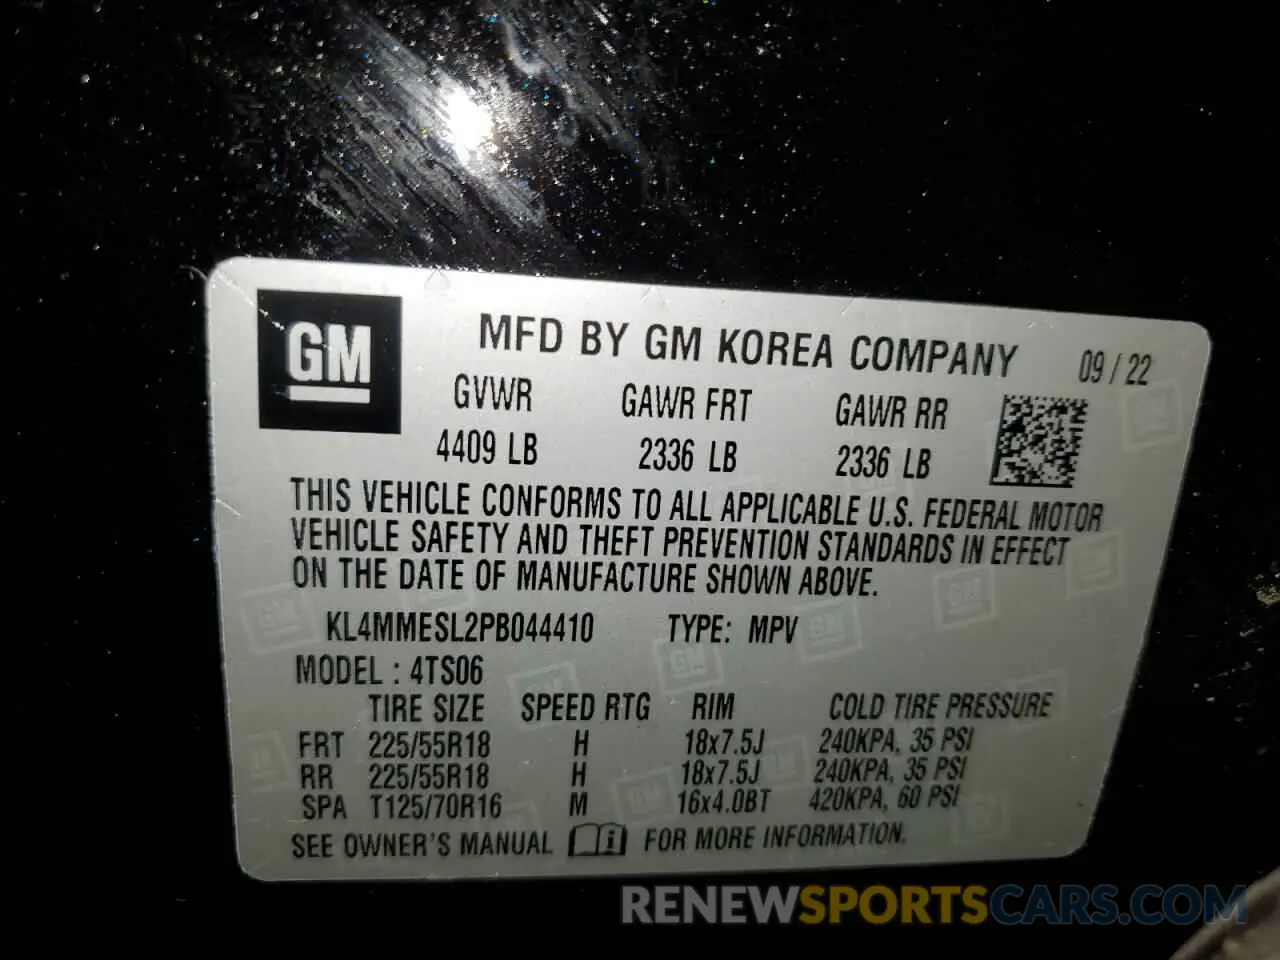 GM
MFD BY GM KOREA COMPANY 09 / 22
GVWR GAWR FRT GAWR RR
4409 LB 2336 LB 2336 LB
THIS VEHICLE CONFORMS TO ALL APPLICABLE U.S. FEDERAL MOTOR
VEHICLE SAFETY AND THEFT PREVENTION STANDARDS IN EFFECT
ON THE DATE OF MANUFACTURE SHOWN ABOVE.
KL4MMESL2PB044410 TYPE: MPV
MODEL : 4TS06
TIRE SIZE SPEED RTG RIM COLD TIRE PRESSURE
FRT 225/55R18 H 18x7.5J 240KPA, 35 PSI
RR 225/55R18 H 18x7.5J 240KPA, 35 PSI
SPA T125/70R16 M 16x4.0BT 420KPA, 60 PSI
SEE OWNER'S MANUAL i FOR MORE INFORMATION.
RENEWSPORTSCARS.COM